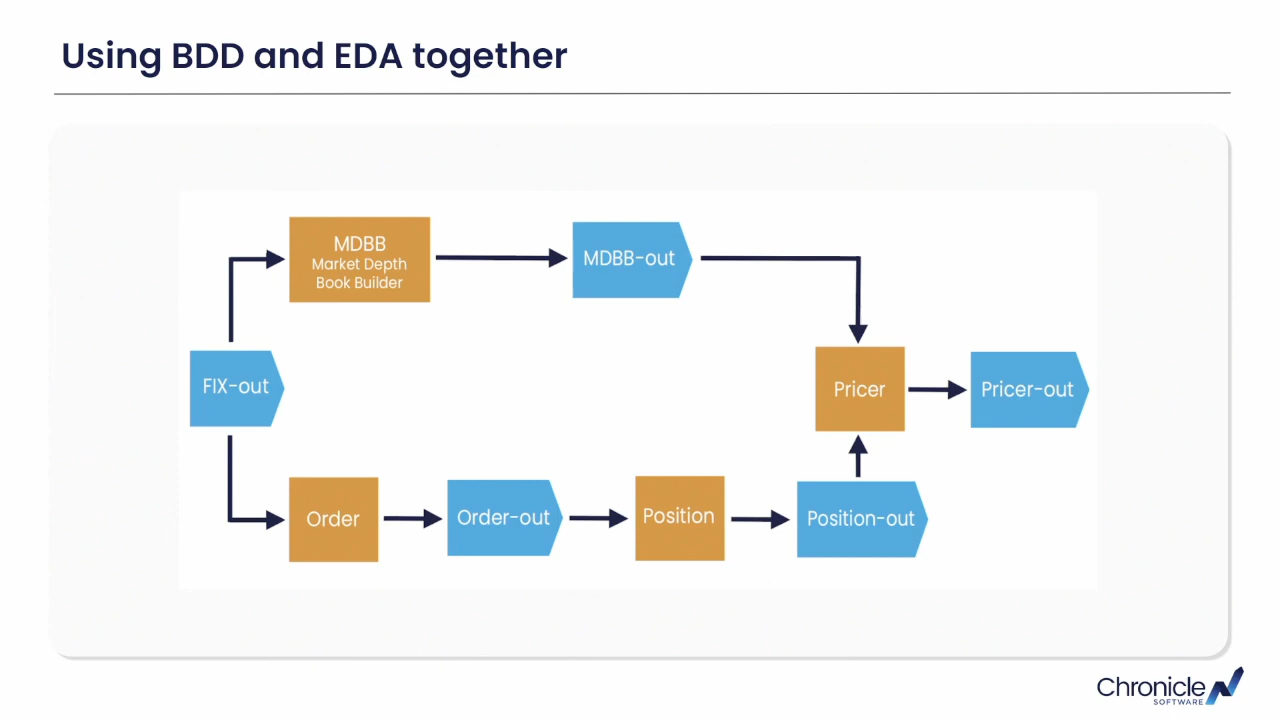 Using BDD and EDA together
MDBB
Market Depth
Book Builder
MDBB-out
FIX-out
Pricer
Pricer-out
Order
Order-out
Position
Position-out
Chronicle
SOFTWARE